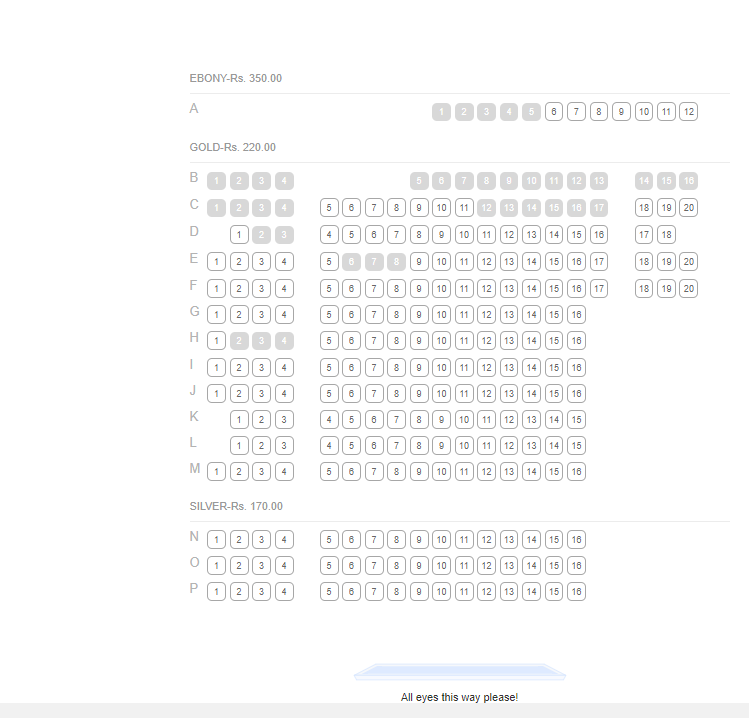 EBONY-Rs. 350.00
A 1 2 3 4 5 6 7 8 9 10 11 12
GOLD-Rs. 220.00
B 1 2 3 4 5 6 7 8 9 10 11 12 13 14 15 16
C 1 2 3 4 5 6 7 8 9 10 11 12 13 14 15 16 17 18 19 20
D 1 2 3 4 5 6 7 8 9 10 11 12 13 14 15 16 17 18
E 1 2 3 4 5 6 7 8 9 10 11 12 13 14 15 16 17 18 19 20
F 1 2 3 4 5 6 7 8 9 10 11 12 13 14 15 16 17 18 19 20
G 1 2 3 4 5 6 7 8 9 10 11 12 13 14 15 16
H 1 2 3 4 5 6 7 8 9 10 11 12 13 14 15 16
I 1 2 3 4 5 6 7 8 9 10 11 12 13 14 15 16
J 1 2 3 4 5 6 7 8 9 10 11 12 13 14 15 16
K 1 2 3 4 5 6 7 8 9 10 11 12 13 14 15
L 1 2 3 4 5 6 7 8 9 10 11 12 13 14 15
M 1 2 3 4 5 6 7 8 9 10 11 12 13 14 15 16
SILVER-Rs. 170.00
N 1 2 3 4 5 6 7 8 9 10 11 12 13 14 15 16
O 1 2 3 4 5 6 7 8 9 10 11 12 13 14 15 16
P 1 2 3 4 5 6 7 8 9 10 11 12 13 14 15 16
All eyes this way please!